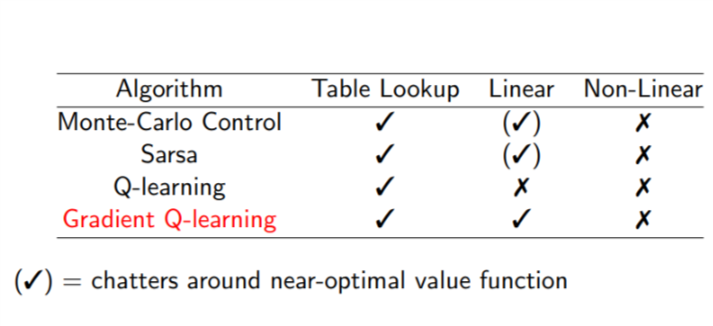 Algorithm Table Lookup Linear Non-Linear
Monte-Carlo Control ✓ (✓) ✗
Sarsa ✓ (✓) ✗
Q-learning ✓ ✗ ✗
Gradient Q-learning ✓ ✓ ✗
(✓) = chatters around near-optimal value function